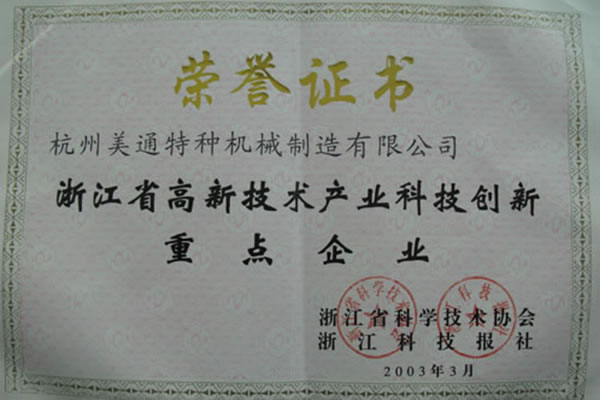 荣誉证书
杭州美通特种机械制造有限公司
浙江省高新技术产业科技创新
重点企业
浙江省科学技术协会
浙江科技报社
2003年3月